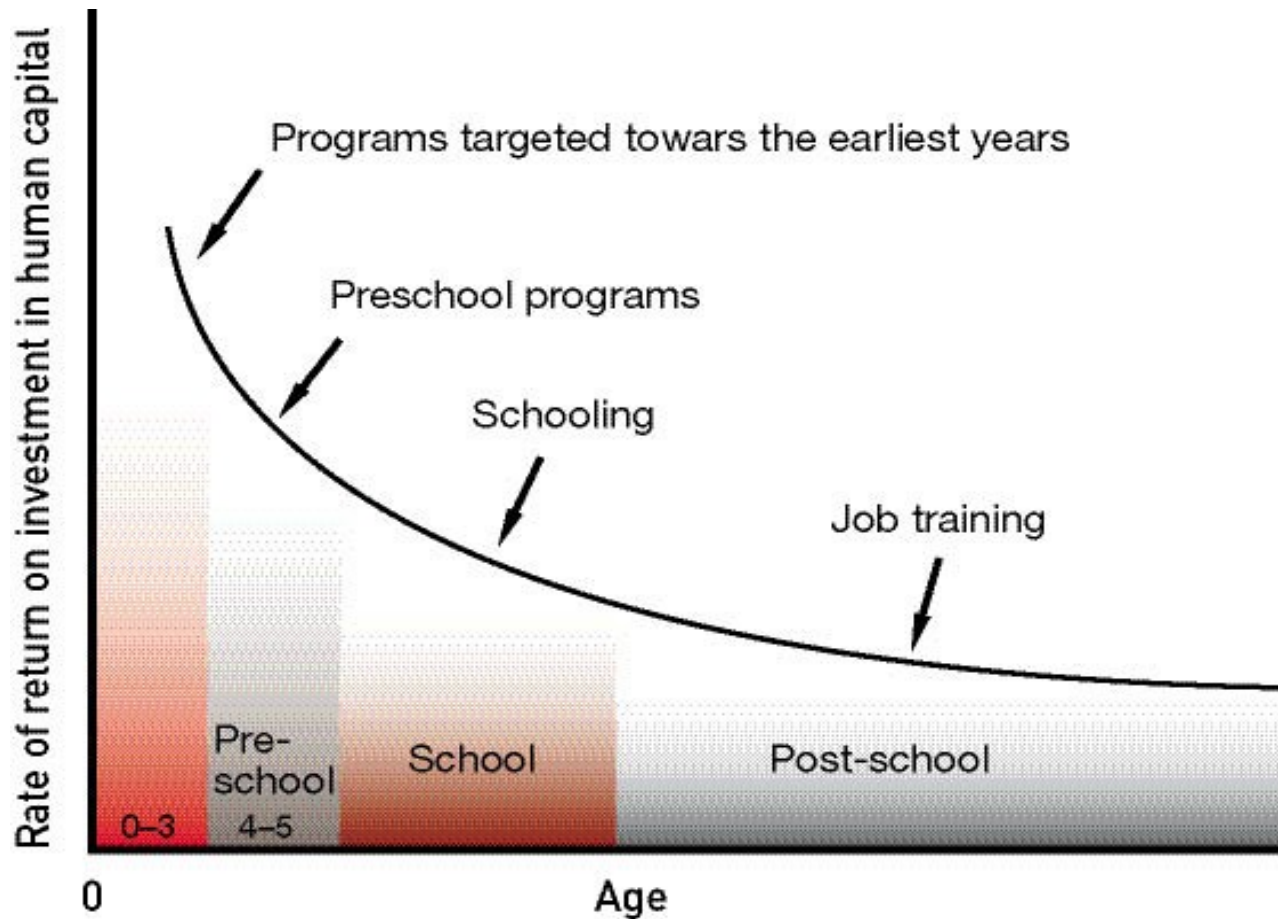 Rate of return on investment in human capital
Programs targeted towars the earliest years
Preschool programs
Schooling
Job training
Pre-
school
School
Post-school
0–3
4–5
0
Age